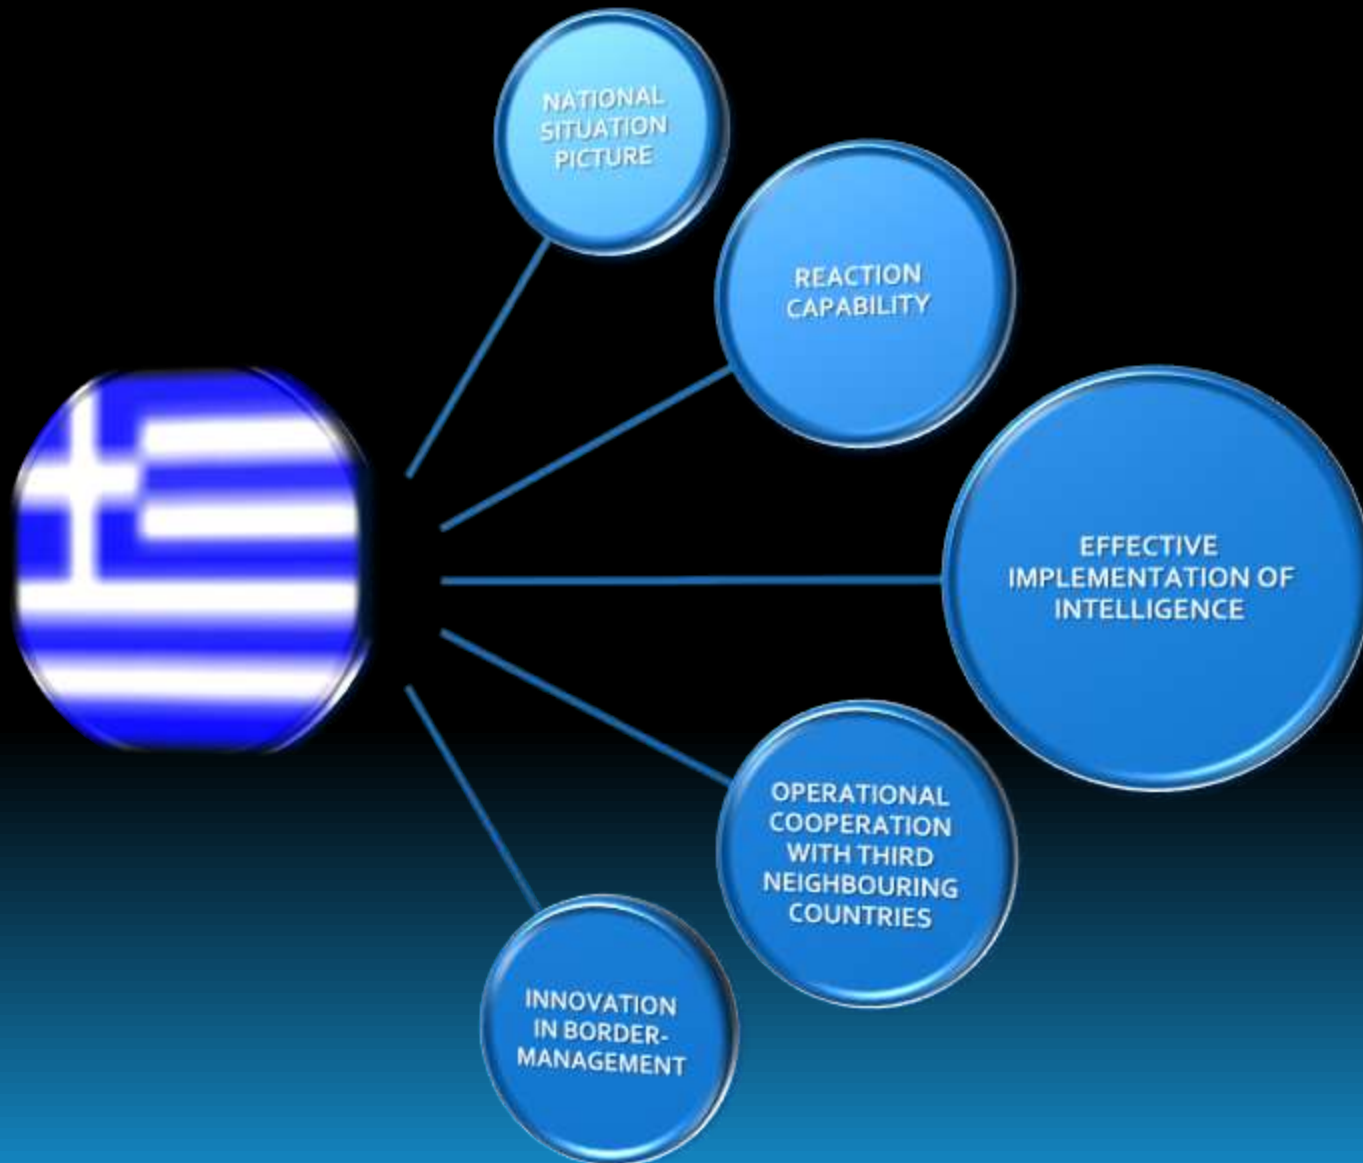 NATIONAL
SITUATION
PICTURE
REACTION
CAPABILITY
EFFECTIVE
IMPLEMENTATION OF
INTELLIGENCE
OPERATIONAL
COOPERATION
WITH THIRD
NEIGHBOURING
COUNTRIES
INNOVATION
IN BORDER-
MANAGEMENT